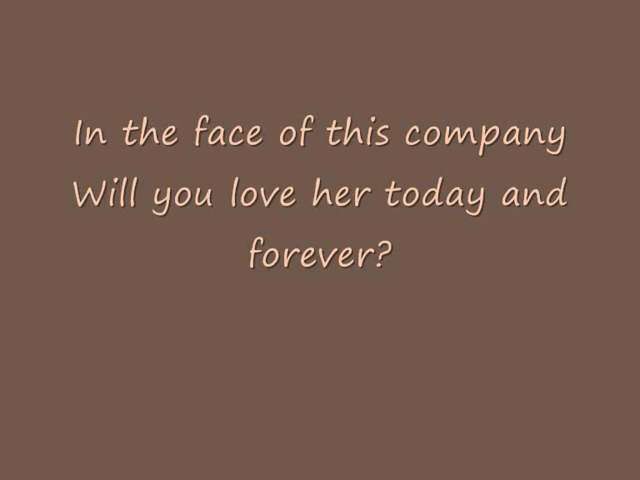 In the face of this company
Will you love her today and
forever?